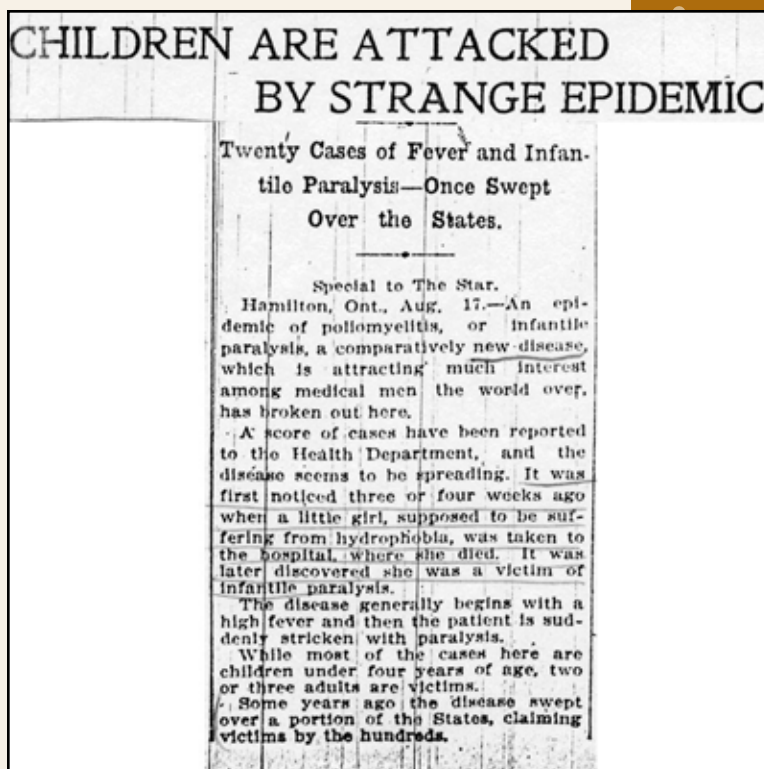 CHILDREN ARE ATTACKED
BY STRANGE EPIDEMIC
Twenty Cases of Fever and Infan-
tile Paralysis—Once Swept
Over the States.
Special to The Star.
Hamilton, Ont., Aug. 17.—An epi-
demic of poliomyelitis, or infantile
paralysis, a comparatively new disease,
which is attracting much interest
among medical men the world over,
has broken out here.
A score of cases have been reported
to the Health Department, and the
disease seems to be spreading. It was
first noticed three or four weeks ago
when a little girl, supposed to be suf-
fering from hydrophobia, was taken to
the hospital, where she died. It was
later discovered she was a victim of
infantile paralysis.
The disease generally begins with a
high fever and then the patient is sud-
denly stricken with paralysis.
While most of the cases here are
children under four years of age, two
or three adults are victims.
Some years ago the disease swept
over a portion of the States, claiming
victims by the hundreds.